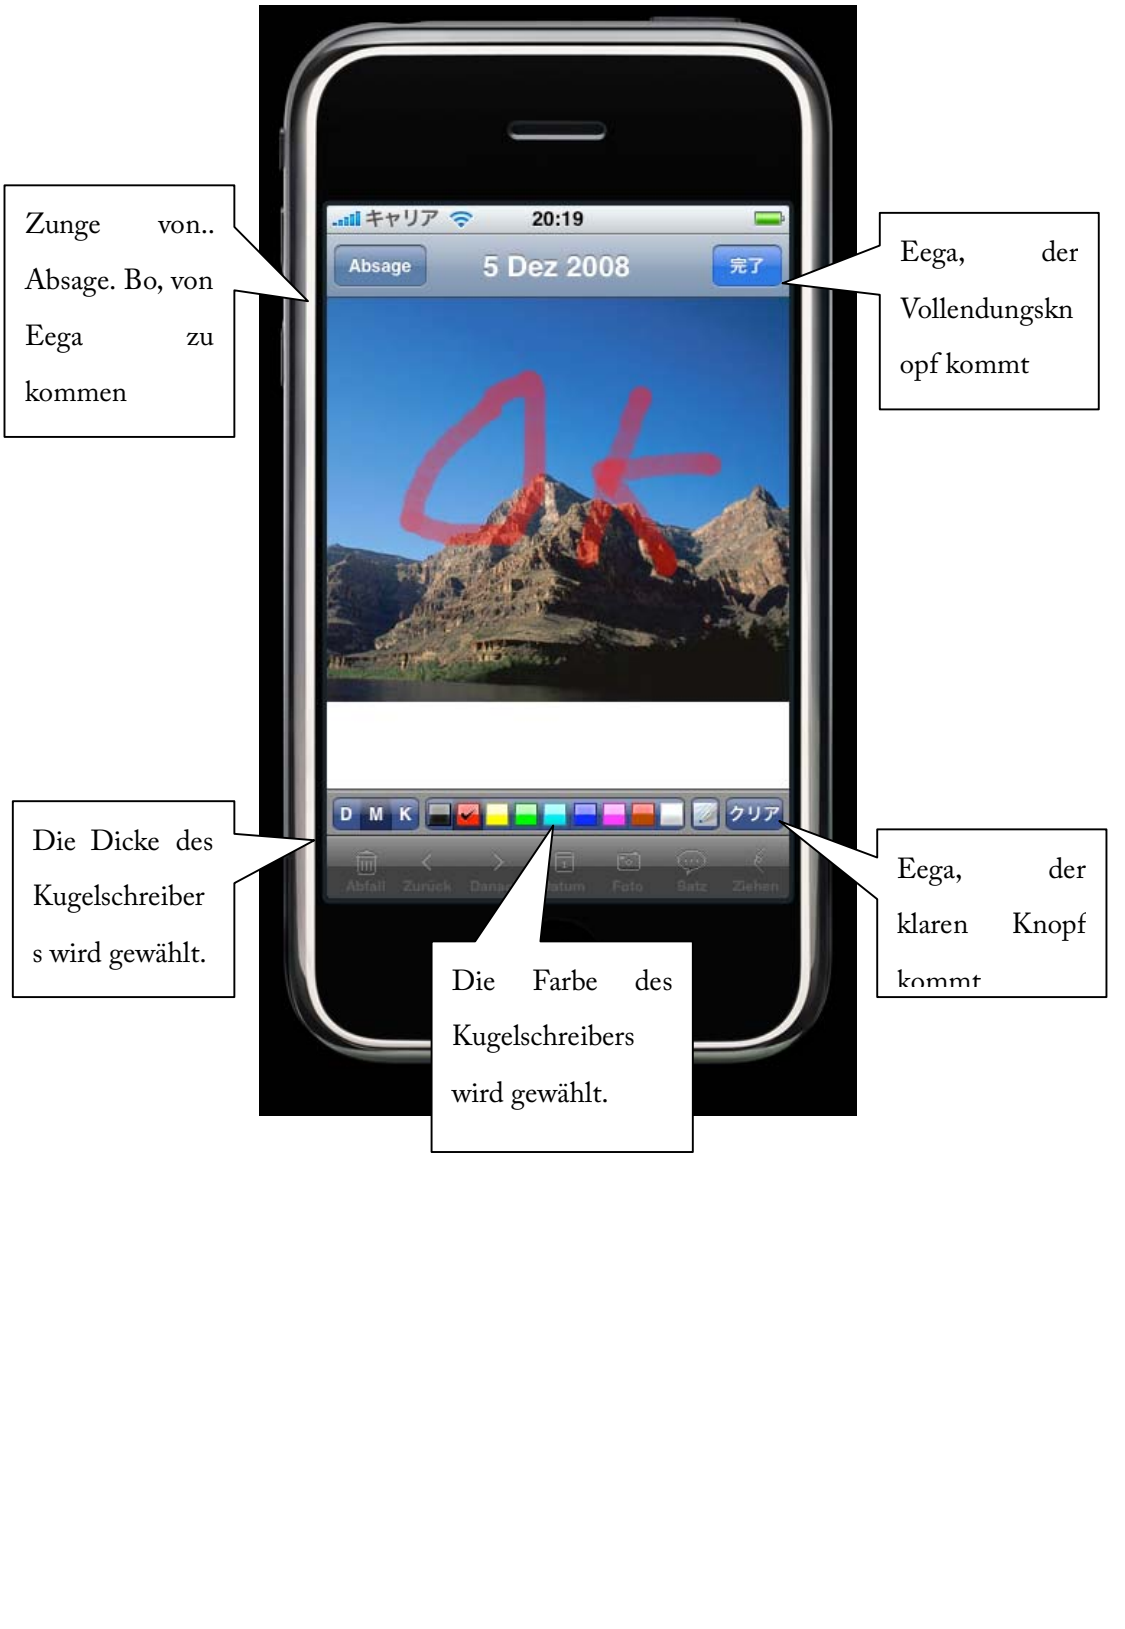 Zunge von..
Absage. Bo, von
Eega zu
kommen
キャリア 20:19
Absage 5 Dez 2008 完了
Eega, der
Vollendungskn
opf kommt
OK
D M K クリア
Abfall Zurück Datum Foto Satz Ziehen
Die Dicke des
Kugelschreiber
s wird gewählt.
Die Farbe des
Kugelschreibers
wird gewählt.
Eega, der
klaren Knopf
kommt